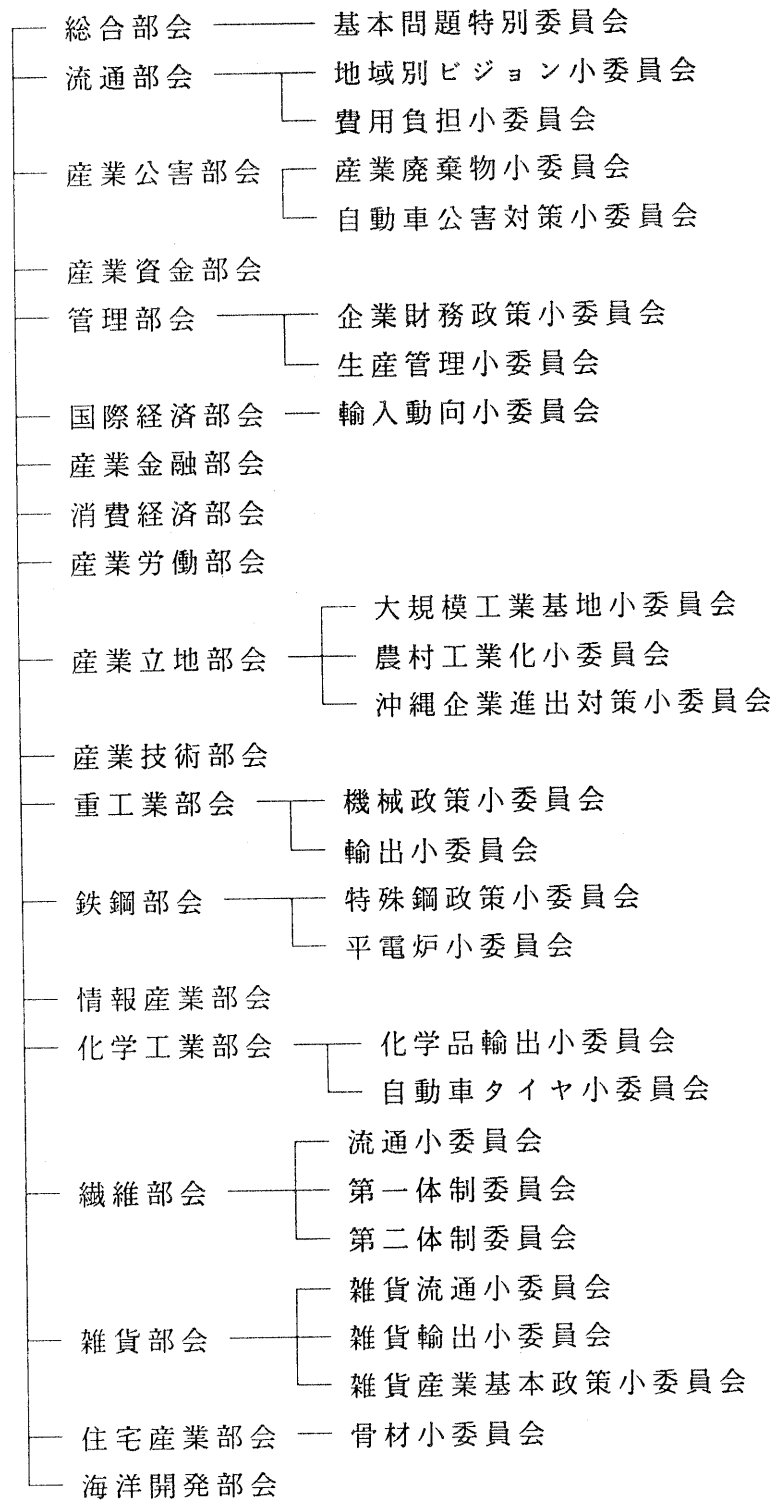 総合部会 基本問題特別委員会
流通部会 地域別ビジョン小委員会
費用負担小委員会
産業公害部会 産業廃棄物小委員会
自動車公害対策小委員会
産業資金部会
管理部会 企業財務政策小委員会
生産管理小委員会
国際経済部会 輸入動向小委員会
産業金融部会
消費経済部会
産業労働部会
大規模工業基地小委員会
産業立地部会 農村工業化小委員会
沖縄企業進出対策小委員会
産業技術部会
重工業部会 機械政策小委員会
輸出小委員会
鉄鋼部会 特殊鋼政策小委員会
平電炉小委員会
情報産業部会
化学工業部会 化学品輸出小委員会
自動車タイヤ小委員会
流通小委員会
繊維部会 第一体制委員会
第二体制委員会
雑貨流通小委員会
雑貨部会 雑貨輸出小委員会
雑貨産業基本政策小委員会
住宅産業部会 骨材小委員会
海洋開発部会